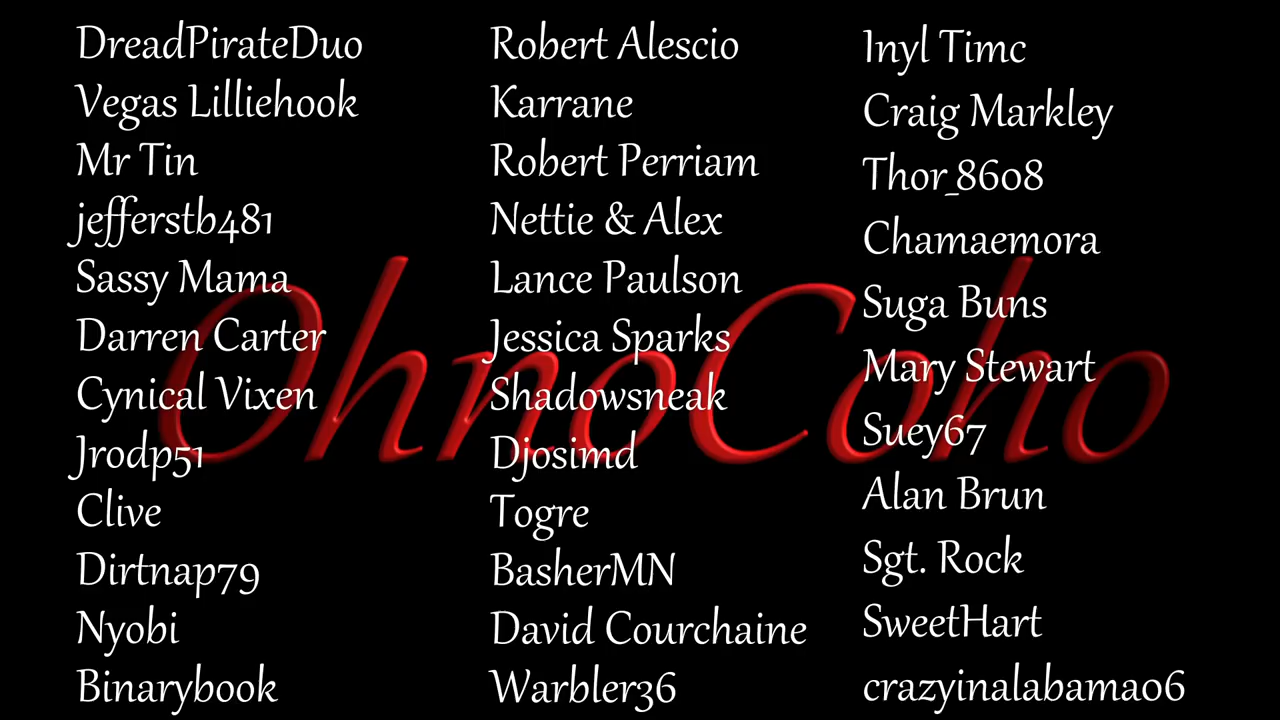 DreadPirateDuo
Vegas Lilliehook
Mr Tin
jefferstb481
Sassy Mama
Darren Carter
Cynical Vixen
Jrodp51
Clive
Dirtnap79
Nyobi
Binarybook
Robert Alescio
Karrane
Robert Perriam
Nettie & Alex
Lance Paulson
Jessica Sparks
Shadowsneak
Djosimd
Togre
BasherMN
David Courchaine
Warbler36
Inyl Timc
Craig Markley
Thor_8608
Chamaemora
Suga Buns
Mary Stewart
Suey67
Alan Brun
Sgt. Rock
SweetHart
crazyinalabama06
OhnoCoho